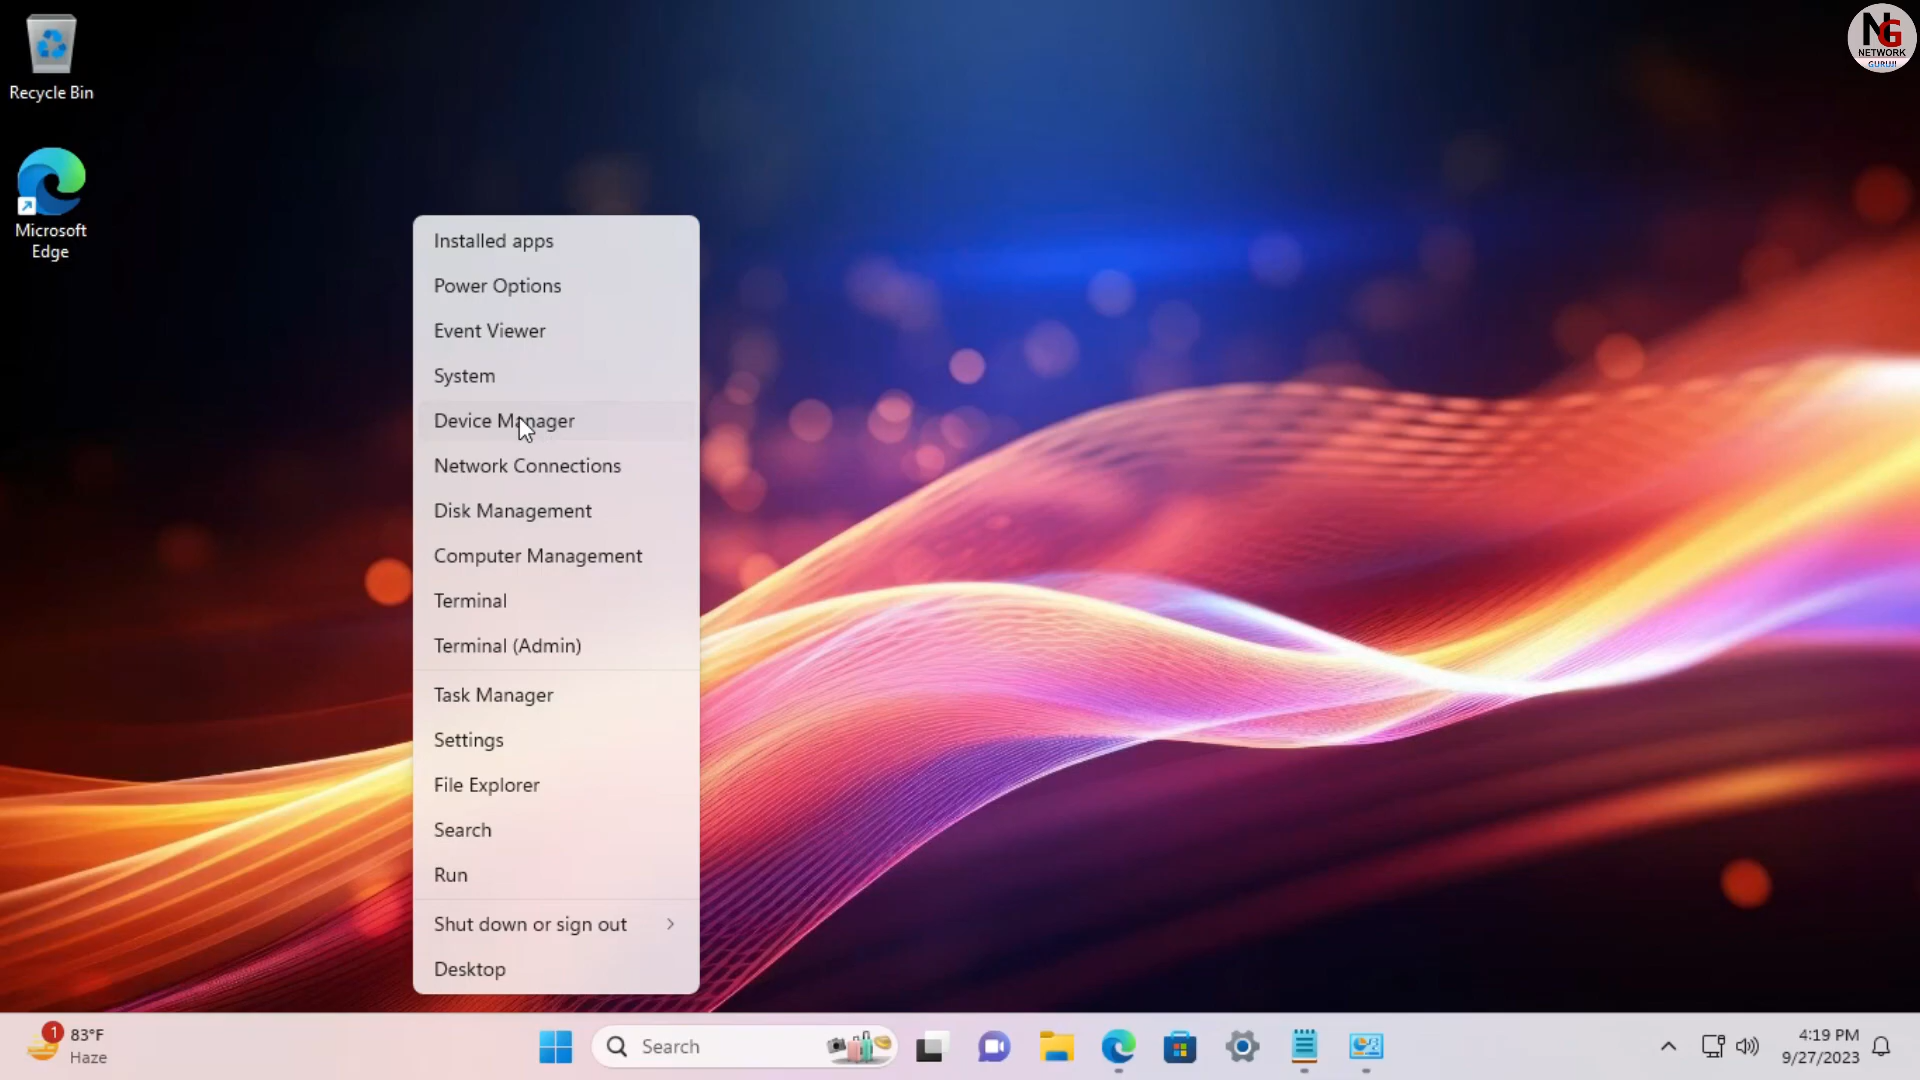 Recycle Bin
Microsoft
Edge
NG
NETWORK
GURUJI
Installed apps
Power Options
Event Viewer
System
Device Manager
Network Connections
Disk Management
Computer Management
Terminal
Terminal (Admin)
Task Manager
Settings
File Explorer
Search
Run
Shut down or sign out
Desktop
1
83°F
Haze
Search
4:19 PM
9/27/2023